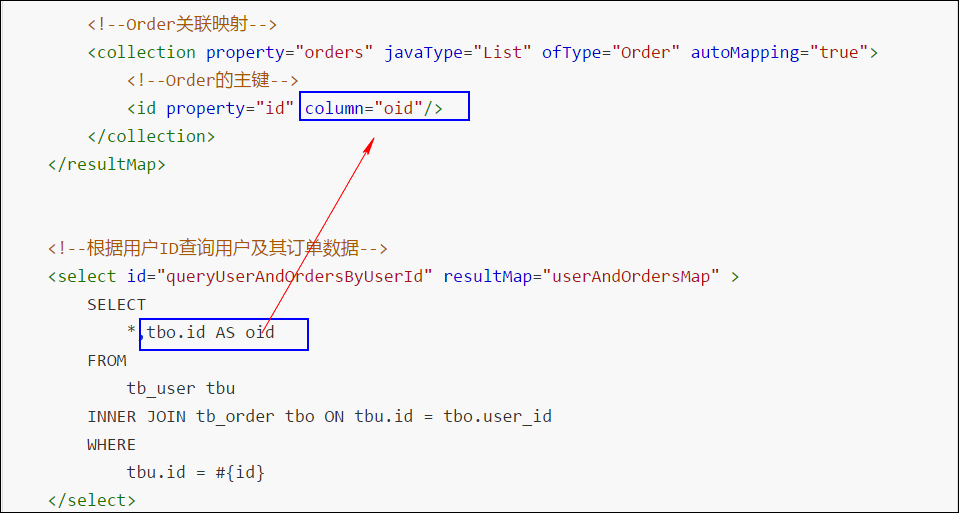 <!--Order关联映射-->
<collection property="orders" javaType="List" ofType="Order" autoMapping="true">
<!--Order的主键-->
<id property="id" column="oid"/>
</collection>
</resultMap>
<!--根据用户ID查询用户及其订单数据-->
<select id="queryUserAndOrdersByUserId" resultMap="userAndOrdersMap" >
SELECT
*,tbo.id AS oid
FROM
tb_user tbu
INNER JOIN tb_order tbo ON tbu.id = tbo.user_id
WHERE
tbu.id = #{id}
</select>